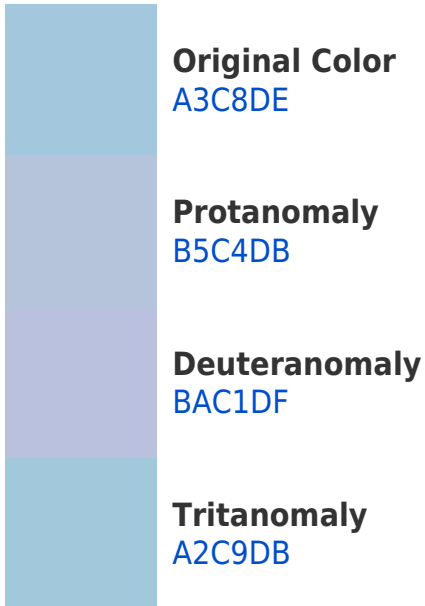 Original Color
A3C8DE
Protanomaly
B5C4DB
Deuteranomaly
BAC1DF
Tritanomaly
A2C9DB